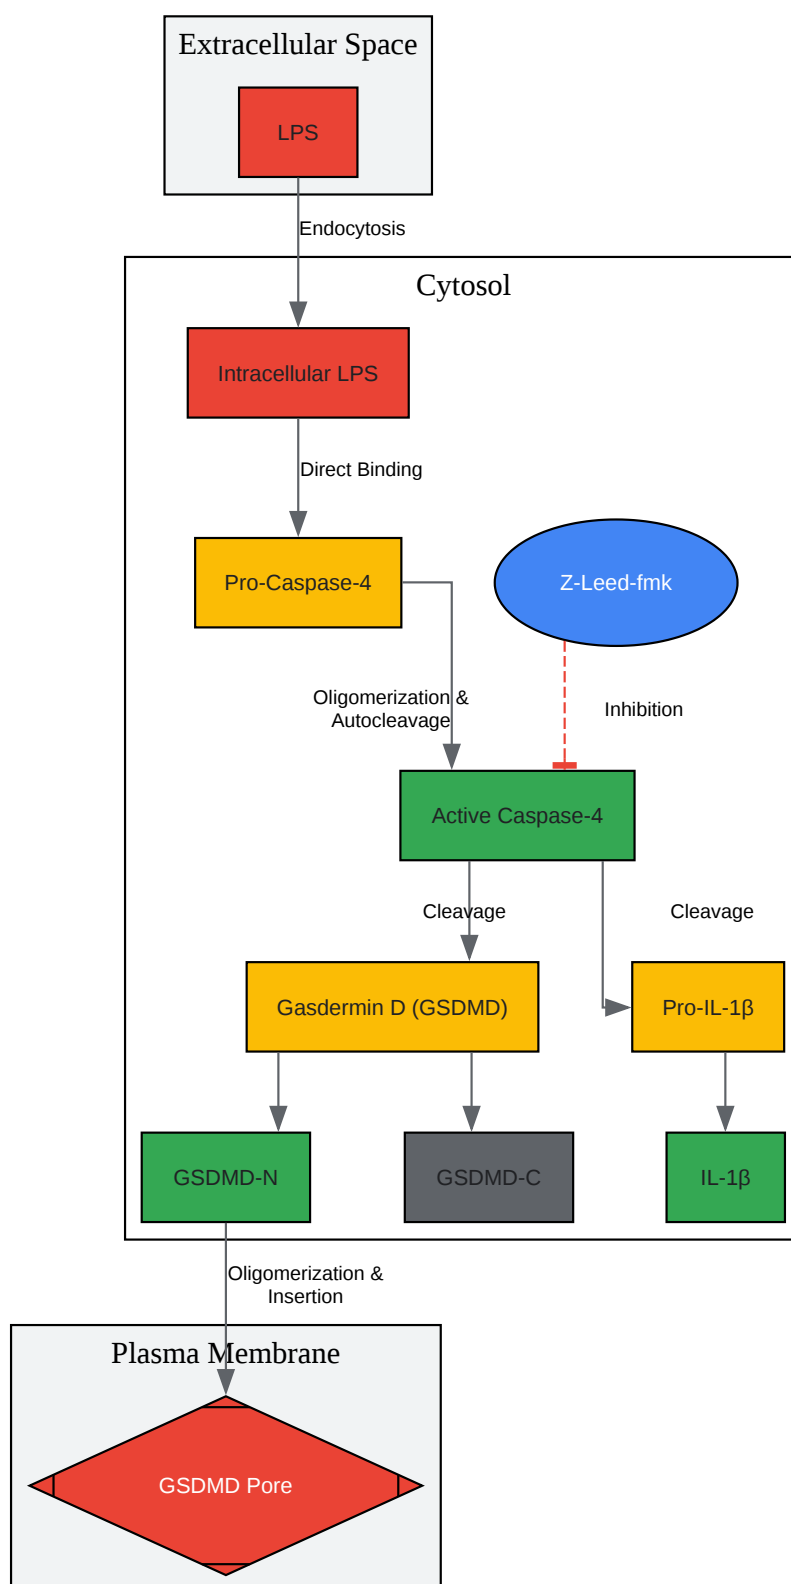 Extracellular Space
LPS
Endocytosis
Cytosol
Intracellular LPS
Direct Binding
Pro-Caspase-4
Z-Leed-fmk
Oligomerization &
Autocleavage
Inhibition
Active Caspase-4
Cleavage
Cleavage
Gasdermin D (GSDMD)
Pro-IL-1β
GSDMD-N
GSDMD-C
IL-1β
Oligomerization &
Insertion
Plasma Membrane
GSDMD Pore